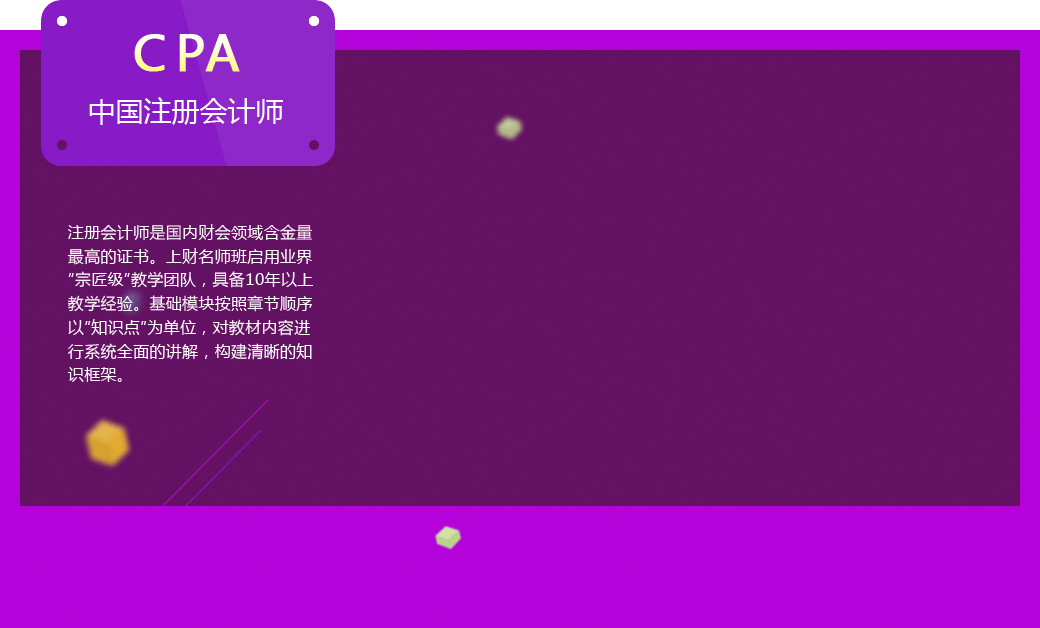 CPA
中国注册会计师
注册会计师是国内财会领域含金量
最高的证书。上财名师班启用业界
“宗匠级”教学团队，具备10年以上
教学经验。基础模块按照章节顺序
以“知识点”为单位，对教材内容进
行系统全面的讲解，构建清晰的知
识框架。